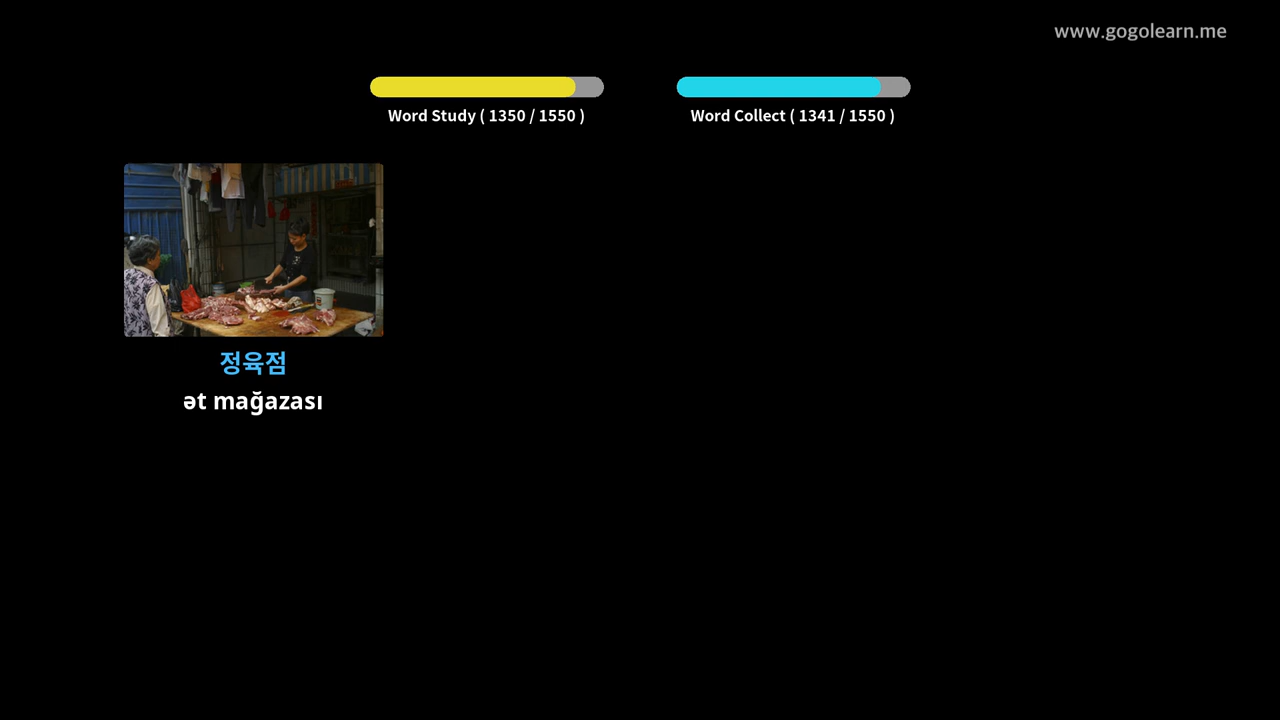 www.gogolearn.me
Word Study ( 1350 / 1550 )
Word Collect ( 1341 / 1550 )
정육점
ət mağazası